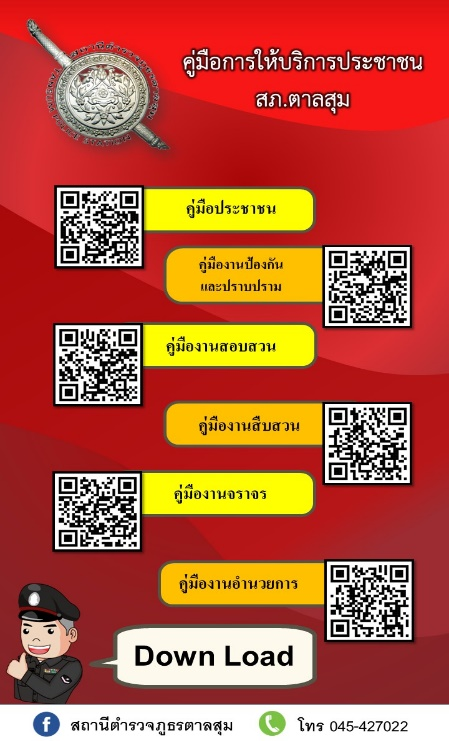 คู่มือการให้บริการประชาชน
สภ.ตาลสุม
คู่มือประชาชน
คู่มืองานป้องกัน
และปราบปราม
คู่มืองานสอบสวน
คู่มืองานสืบสวน
คู่มืองานจราจร
คู่มืองานอำนวยการ
Down Load
สถานีตำรวจภูธรตาลสุม
โทร 045-427022